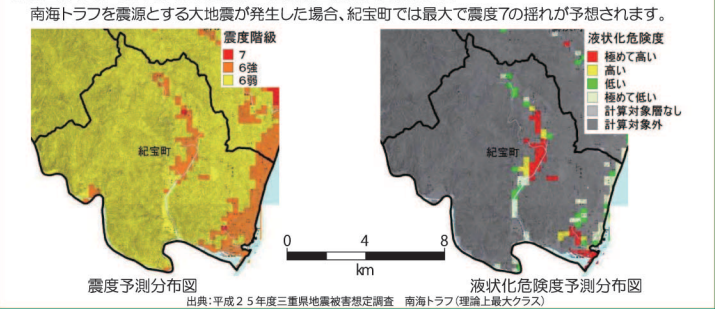 南海トラフを震源とする大地震が発生した場合、紀宝町では最大で震度7の揺れが予想されます。
震度階級
7
6強
6弱
紀宝町
液状化危険度
極めて高い
高い
低い
極めて低い
計算対象層なし
計算対象外
紀宝町
0 4 8
km
震度予測分布図
液状化危険度予測分布図
出典：平成２５年度三重県地震被害想定調査　南海トラフ（理論上最大クラス）